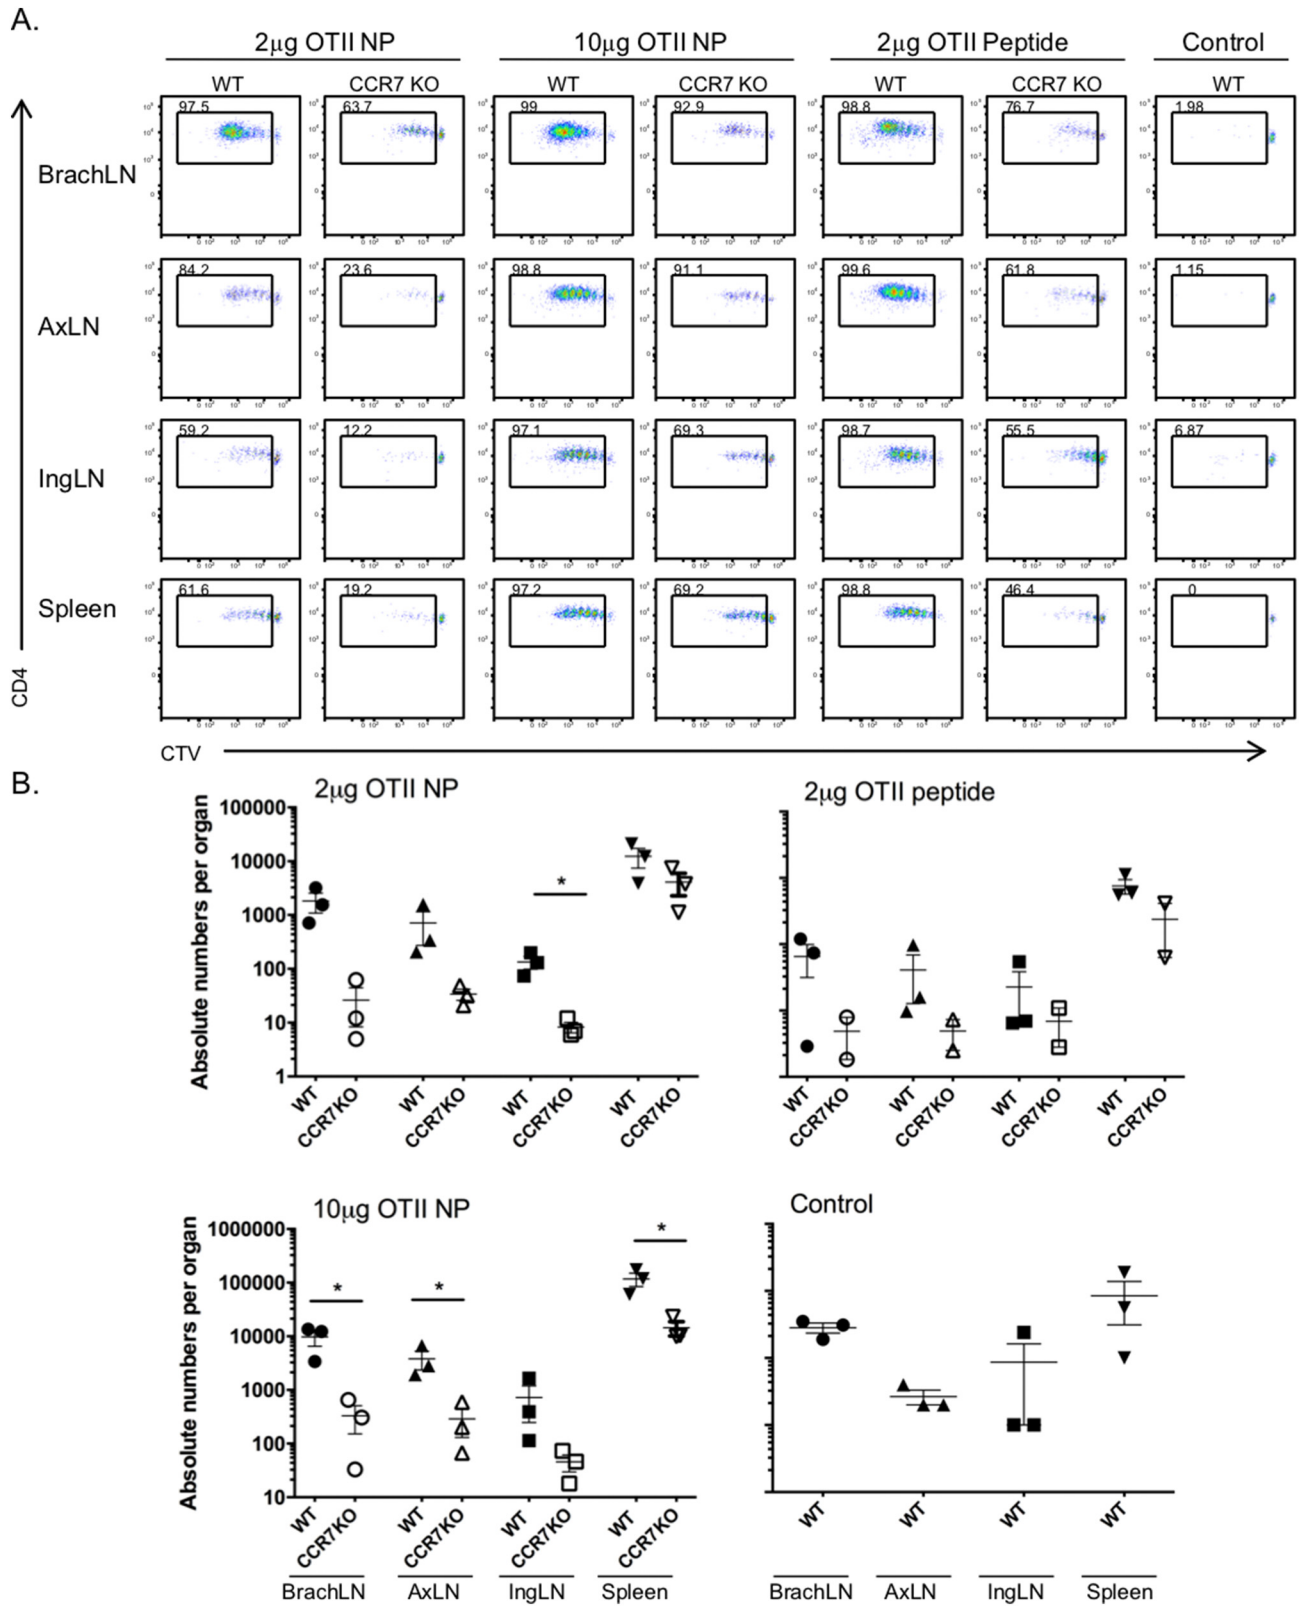 A.
2µg OTII NP 10µg OTII NP 2µg OTII Peptide Control
WT CCR7 KO WT CCR7 KO WT CCR7 KO WT
97.5 63.7 99 92.9 98.8 76.7 1.98
BrachLN
84.2 23.6 98.8 91.1 99.6 61.8 1.15
AxLN
59.2 12.2 97.1 69.3 98.7 55.5 6.87
IngLN
61.6 19.2 97.2 69.2 98.8 46.4 0
Spleen
CD4
CTV
B.
2µg OTII NP
Absolute numbers per organ
100000
10000
1000
100
10
1
*
WT CCR7KO WT CCR7KO WT CCR7KO WT CCR7KO
2µg OTII peptide
WT CCR7KO WT CCR7KO WT CCR7KO WT CCR7KO
10µg OTII NP
Absolute numbers per organ
1000000
100000
10000
1000
100
10
* * *
WT CCR7KO WT CCR7KO WT CCR7KO WT CCR7KO
BrachLN AxLN IngLN Spleen
Control
WT WT WT WT
BrachLN AxLN IngLN Spleen